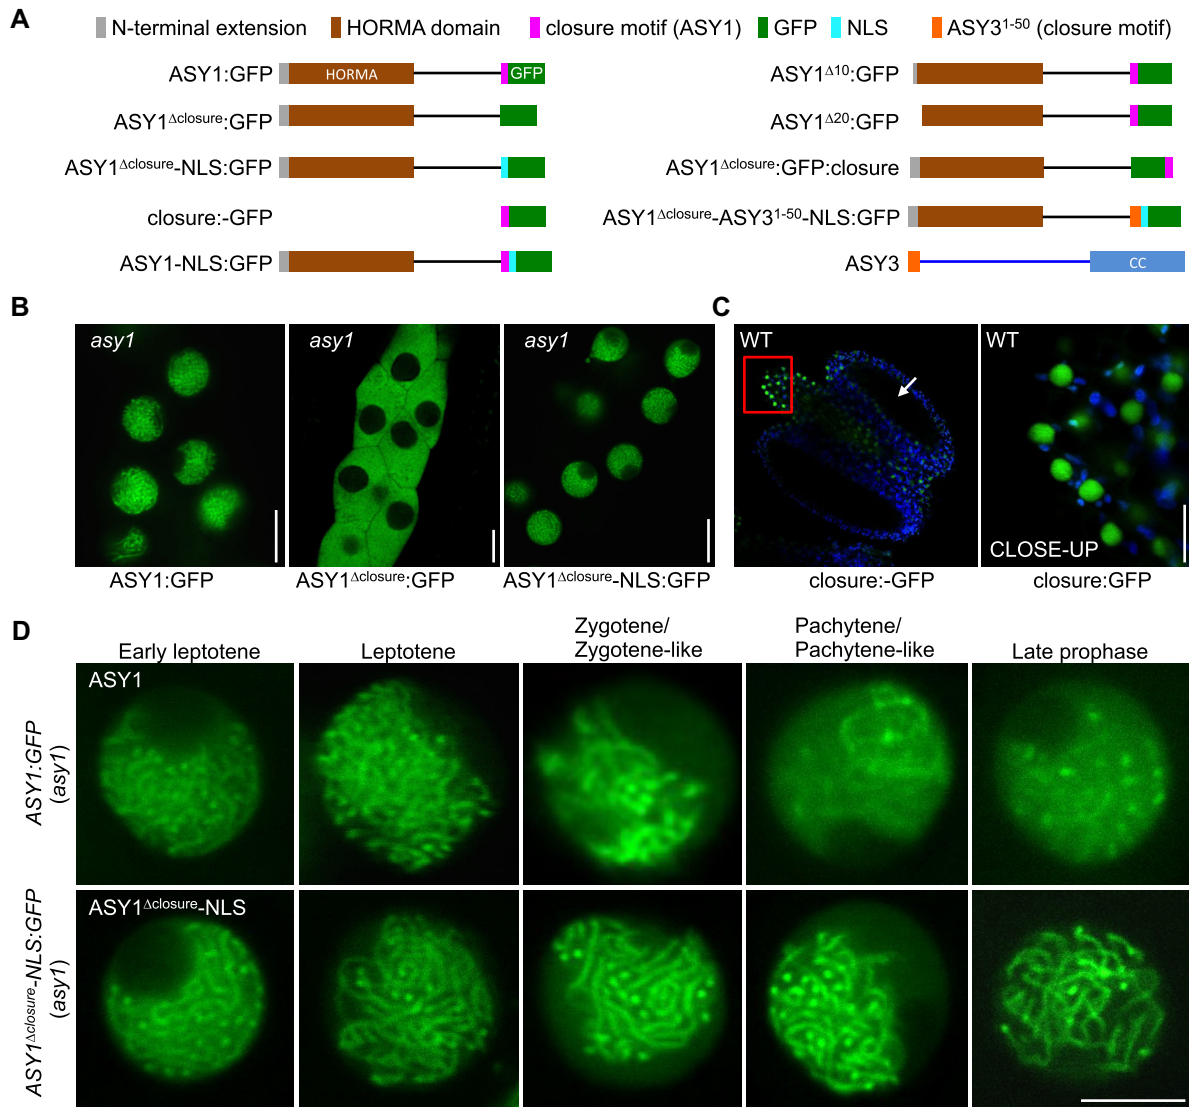 A
N-terminal extension HORMA domain closure motif (ASY1) GFP NLS ASY3¹⁻⁵⁰ (closure motif)
ASY1:GFP HORMA GFP
ASY1^Δclosure:GFP
ASY1^Δclosure-NLS:GFP
closure:-GFP
ASY1-NLS:GFP
ASY1^Δ10:GFP
ASY1^Δ20:GFP
ASY1^Δclosure:GFP:closure
ASY1^Δclosure-ASY3¹⁻⁵⁰-NLS:GFP
ASY3 CC
B
asy1 asy1 asy1
ASY1:GFP ASY1^Δclosure:GFP ASY1^Δclosure-NLS:GFP
C
WT WT
CLOSE-UP
closure:-GFP closure:GFP
D
Early leptotene Leptotene Zygotene/
Zygotene-like Pachytene/
Pachytene-like Late prophase
ASY1:GFP
(asy1)
ASY1
ASY1^Δclosure-NLS:GFP
(asy1)
ASY1^Δclosure-NLS